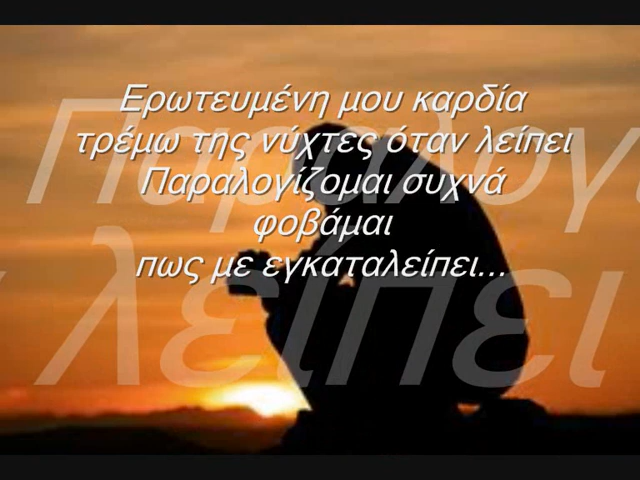 Ερωτευμένη μου καρδία
τρέμω της νύχτες όταν λείπει
Παραλογίζομαι συχνά
φοβάμαι
πως με εγκαταλείπει...